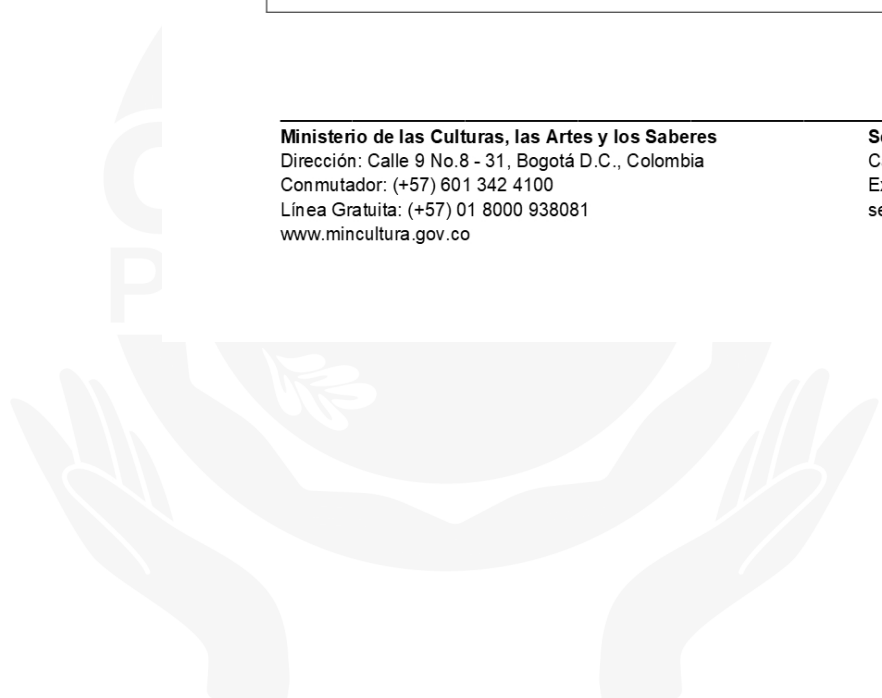 Ministerio de las Culturas, las Artes y los Saberes
Dirección: Calle 9 No.8 - 31, Bogotá D.C., Colombia
Conmutador: (+57) 601 342 4100
Línea Gratuita: (+57) 01 8000 938081
www.mincultura.gov.co